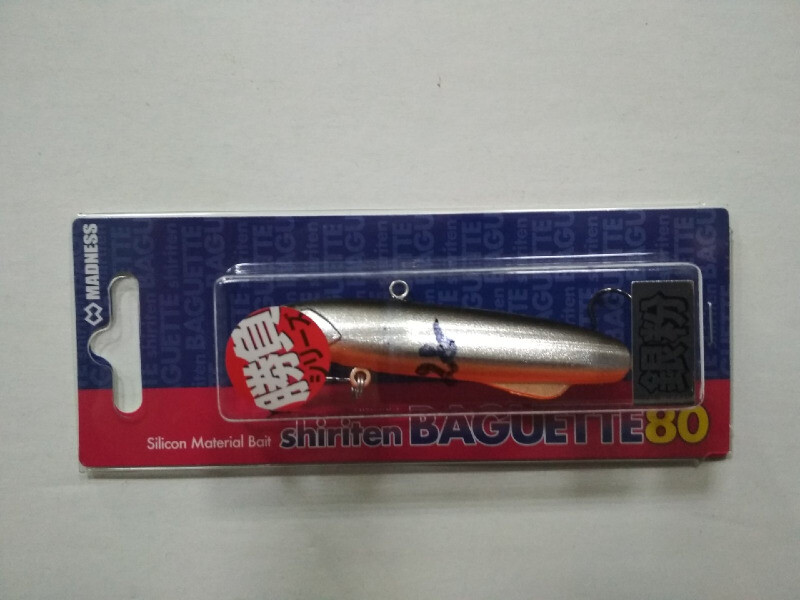 MADNESS
勝負
シリーズ
銀粉
Silicon Material Bait shiriten BAGUETTE80